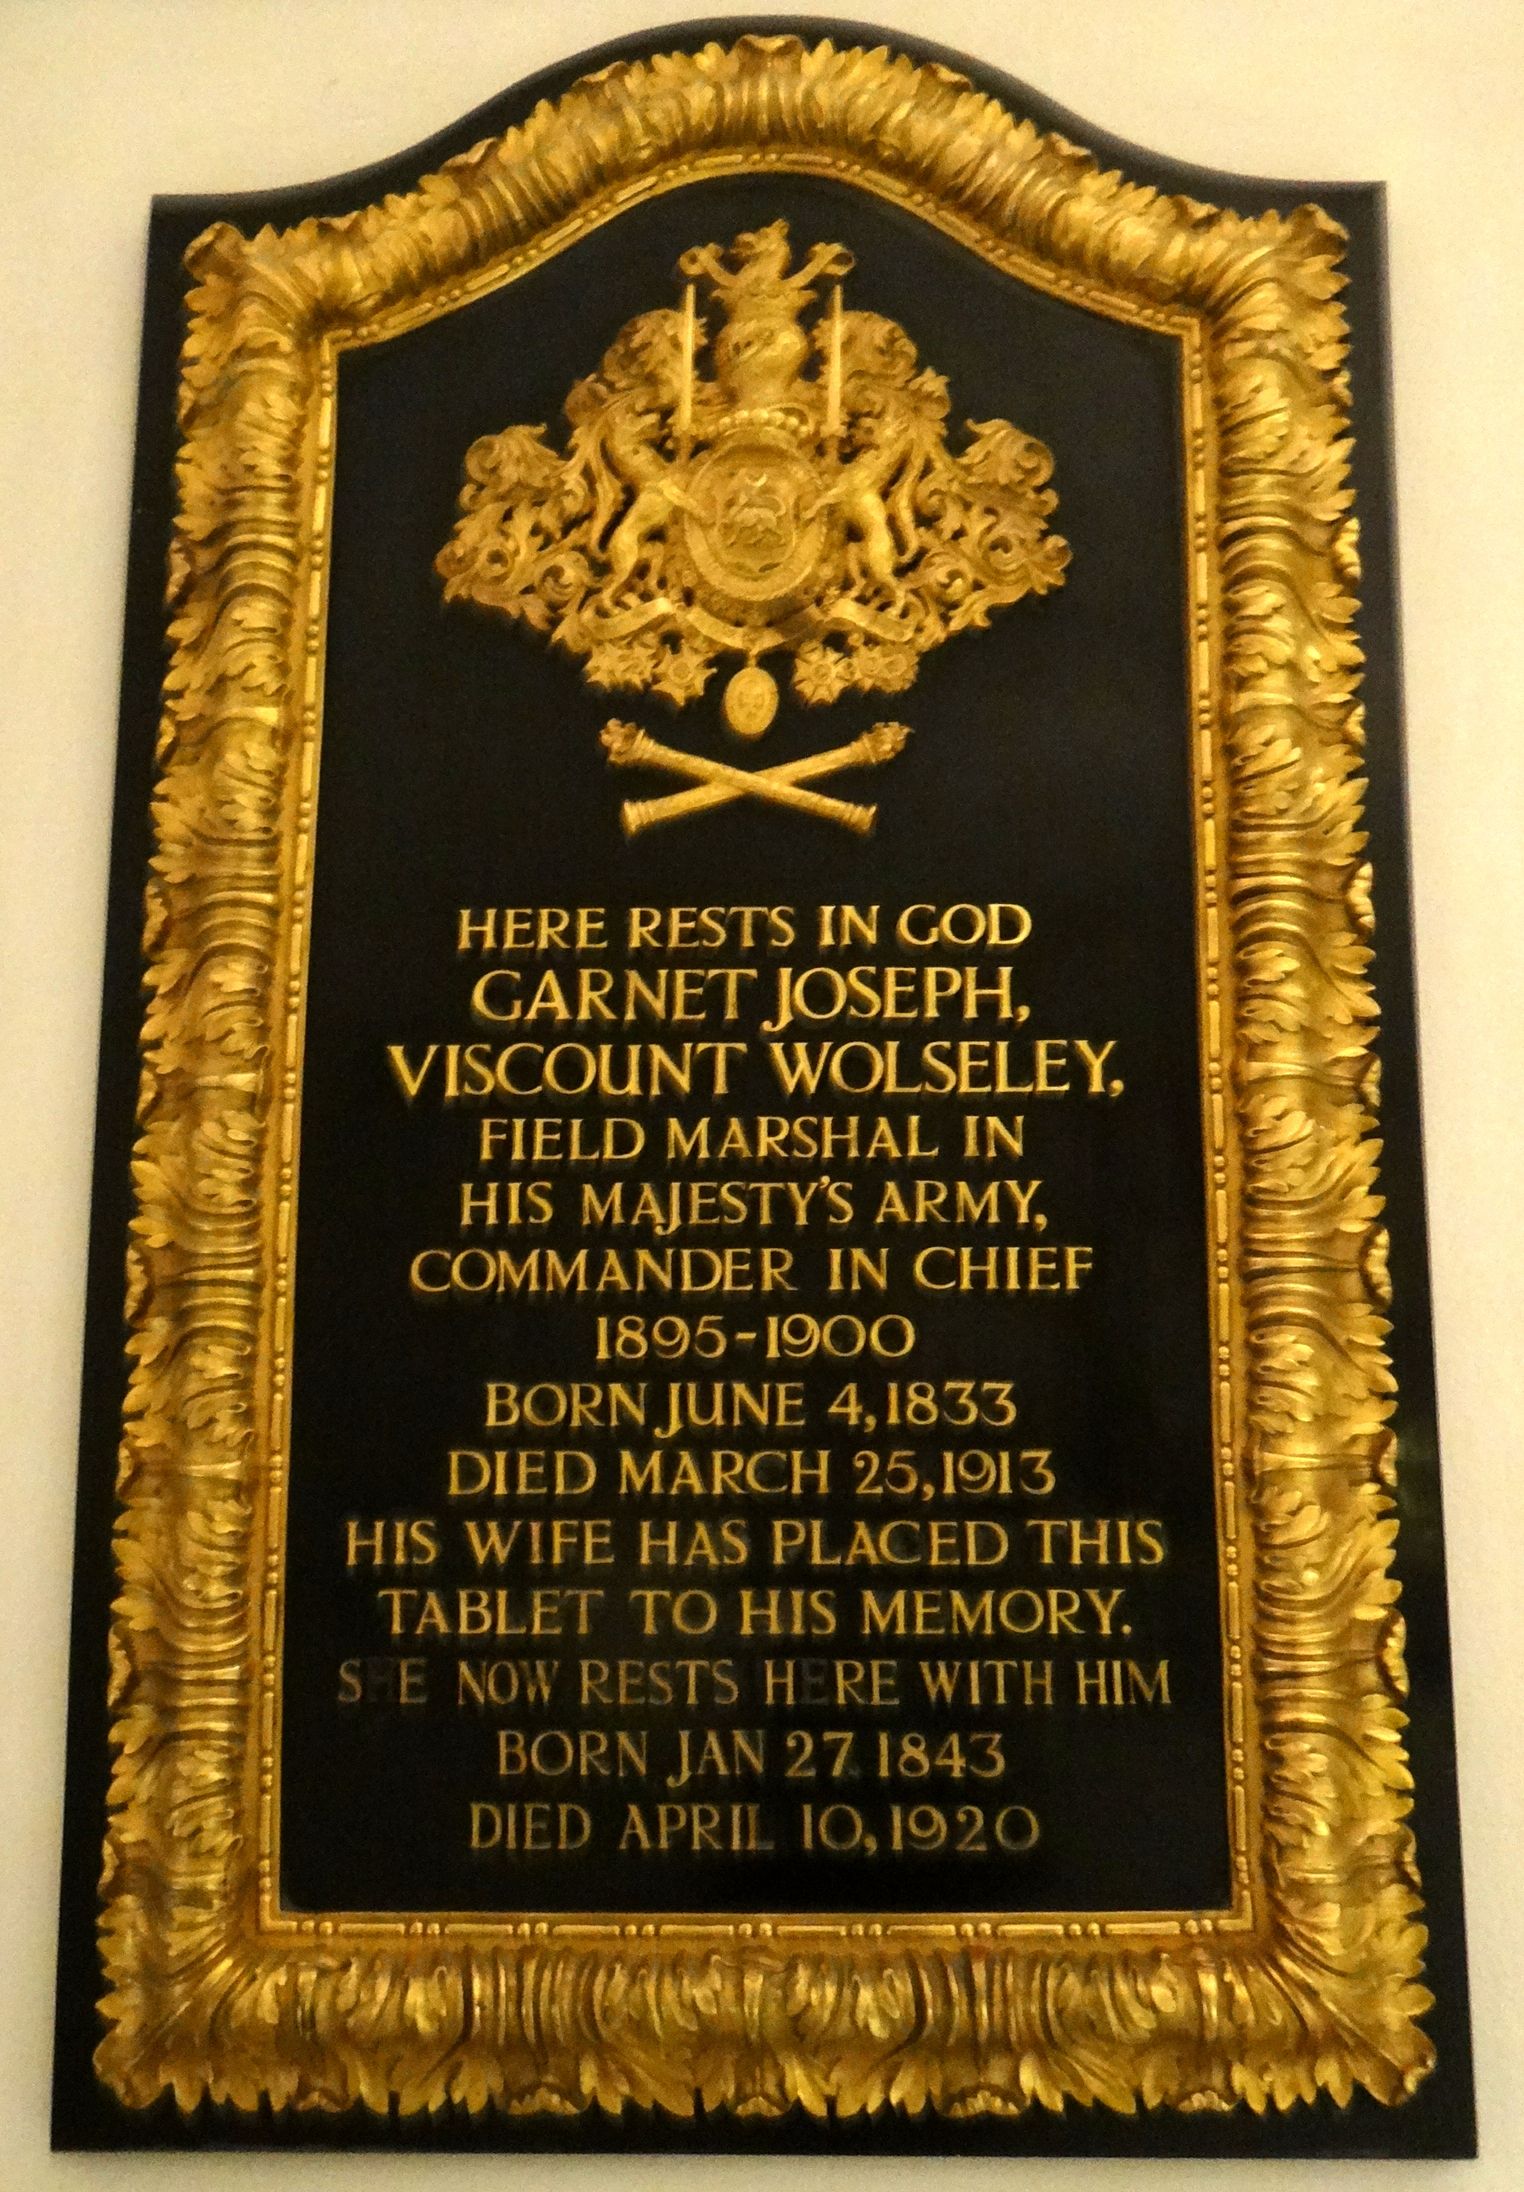 HERE RESTS IN GOD
GARNET JOSEPH,
VISCOUNT WOLSELEY,
FIELD MARSHAL IN
HIS MAJESTY'S ARMY,
COMMANDER IN CHIEF
1895-1900
BORN JUNE 4, 1833
DIED MARCH 25, 1913
HIS WIFE HAS PLACED THIS
TABLET TO HIS MEMORY.
SHE NOW RESTS HERE WITH HIM
BORN JAN 27 1843
DIED APRIL 10, 1920